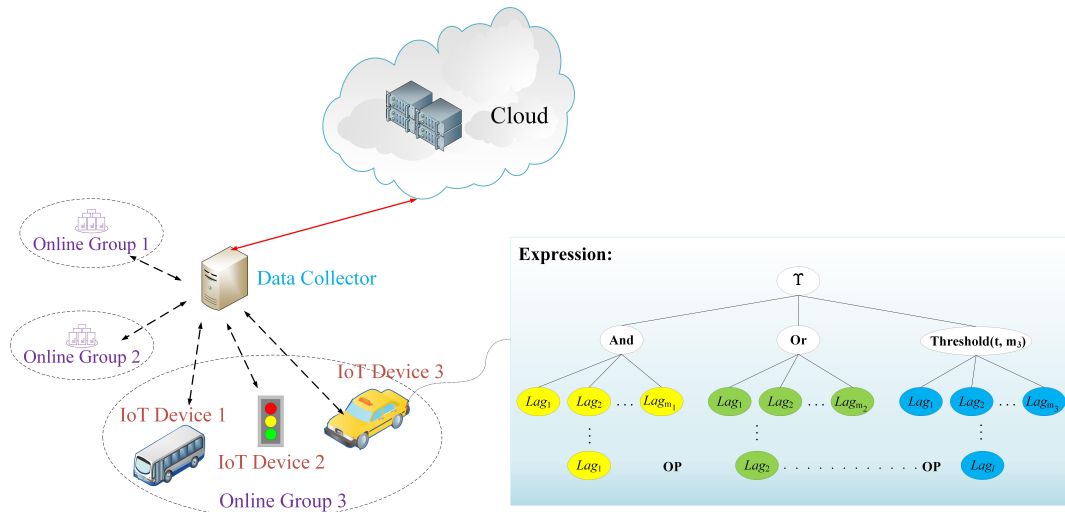 Cloud
Online Group 1
Data Collector
Online Group 2
IoT Device 3
IoT Device 1
IoT Device 2
Online Group 3
Expression:
ϒ
And Or Threshold(t, m₃)
Lag₁ Lag₂ ... Lagm₁ Lag₁ Lag₂ ... Lagm₂ Lag₁ Lag₂ ... Lagm₃
Lag₁ OP Lag₂ . . . . . . . . . . . . . OP Lagₗ